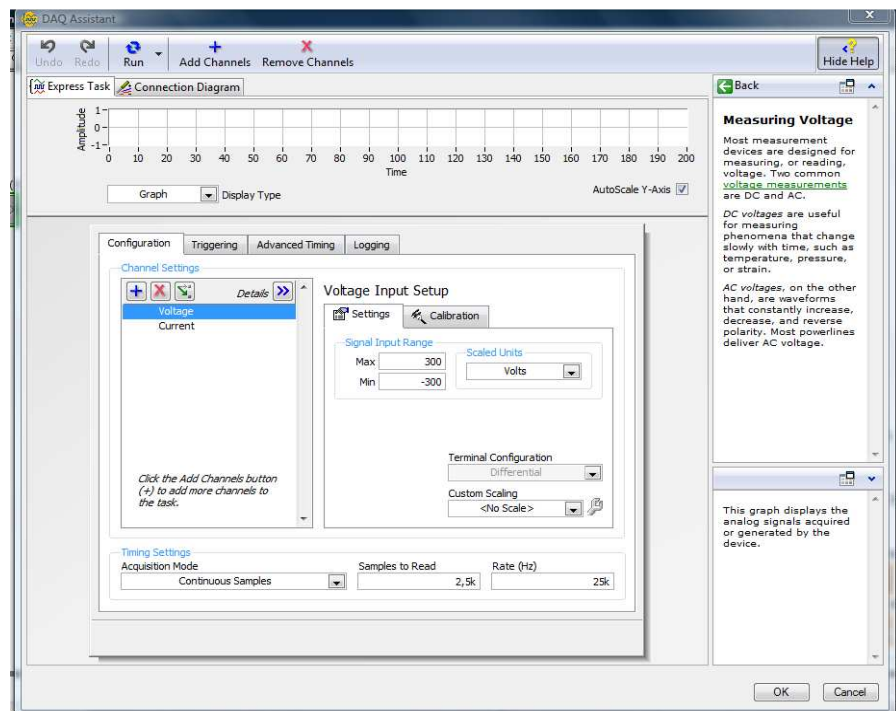 DAQ Assistant
Undo Redo Run Add Channels Remove Channels Hide Help
Express Task Connection Diagram
Amplitude
1
0
-1
0 10 20 30 40 50 60 70 80 90 100 110 120 130 140 150 160 170 180 190 200
Time
Graph Display Type AutoScale Y-Axis
Configuration Triggering Advanced Timing Logging
Channel Settings
Details
Voltage
Current
Click the Add Channels button
(+) to add more channels to
the task.
Voltage Input Setup
Settings Calibration
Signal Input Range
Max 300
Min -300
Scaled Units
Volts
Terminal Configuration
Differential
Custom Scaling
<No Scale>
Timing Settings
Acquisition Mode Samples to Read Rate (Hz)
Continuous Samples 2,5k 25k
Back
Measuring Voltage
Most measurement
devices are designed for
measuring, or reading,
voltage. Two common
voltage measurements
are DC and AC.
DC voltages are useful
for measuring
phenomena that change
slowly with time, such as
temperature, pressure,
or strain.
AC voltages, on the other
hand, are waveforms
that constantly increase,
decrease, and reverse
polarity. Most powerlines
deliver AC voltage.
This graph displays the
analog signals acquired
or generated by the
device.
OK Cancel